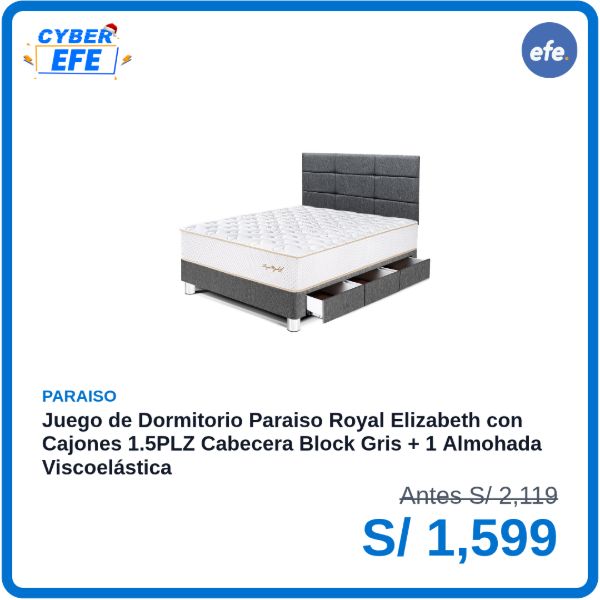 CYBER
EFE
efe.
PARAISO
Juego de Dormitorio Paraiso Royal Elizabeth con
Cajones 1.5PLZ Cabecera Block Gris + 1 Almohada
Viscoelástica
Antes S/ 2,119
S/ 1,599